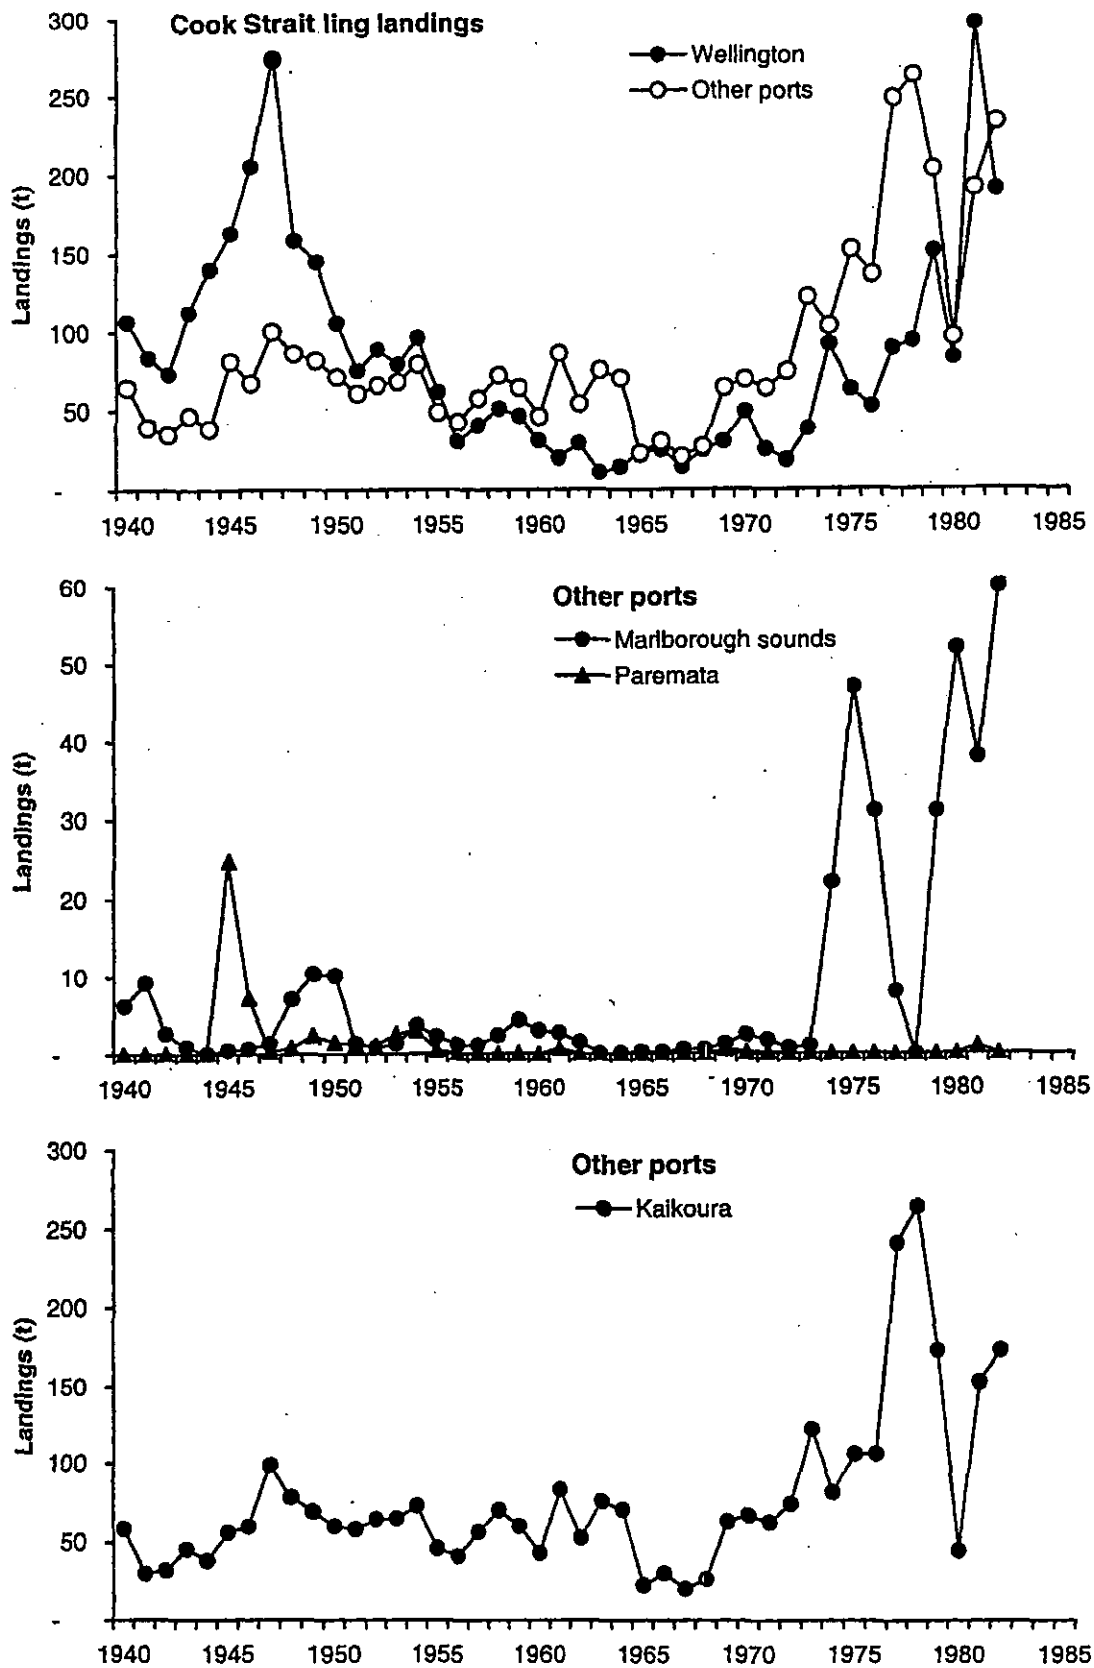 Cook Strait ling landings
Wellington
Other ports
Landings (t)
300
250
200
150
100
50
-
1940 1945 1950 1955 1960 1965 1970 1975 1980 1985
Other ports
Marlborough sounds
Paremata
Landings (t)
60
50
40
30
20
10
-
1940 1945 1950 1955 1960 1965 1970 1975 1980 1985
Other ports
Kaikoura
Landings (t)
300
250
200
150
100
50
-
1940 1945 1950 1955 1960 1965 1970 1975 1980 1985